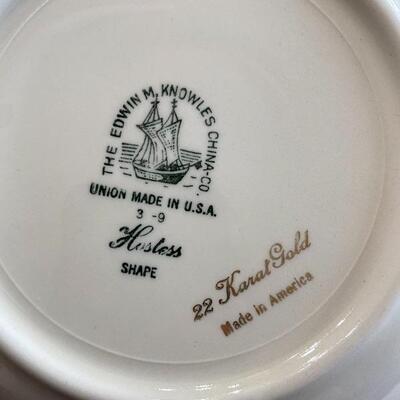 THE EDWIN M. KNOWLES CHINA-CO.
UNION MADE IN U.S.A.
3 - 9
Hostess
SHAPE
22 Karat Gold
Made in America